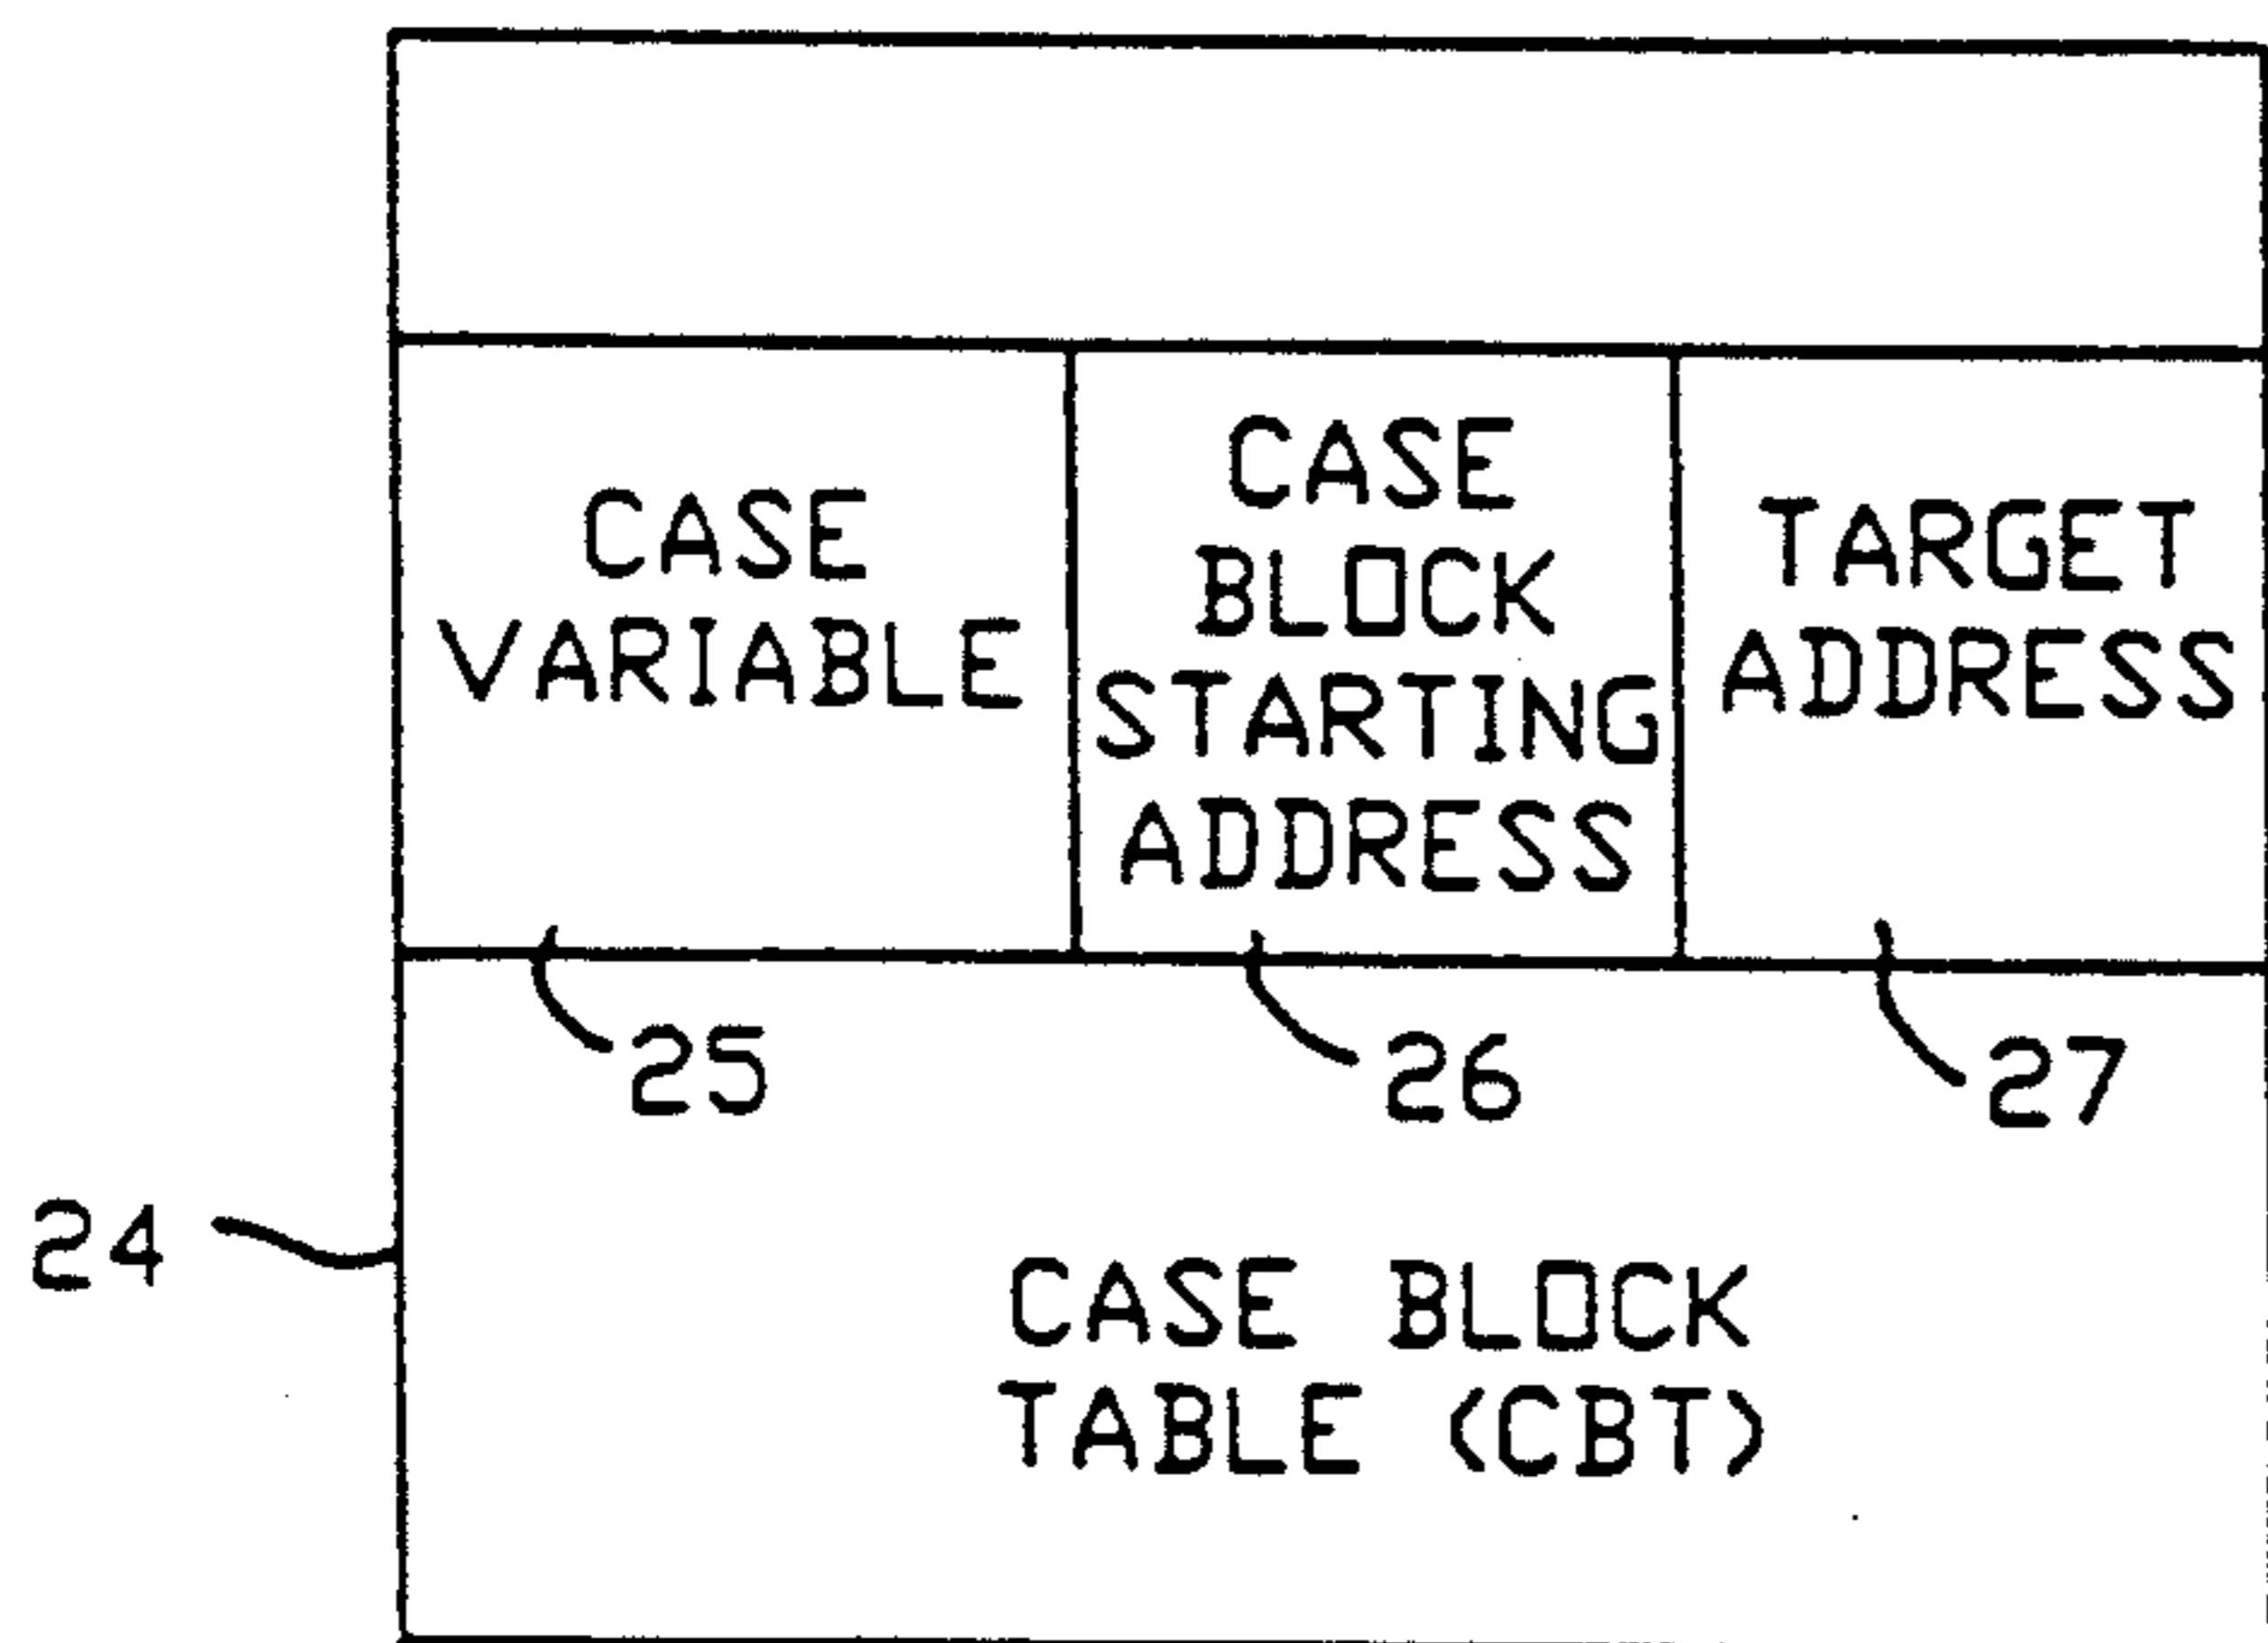 CASE
VARIABLE
CASE
BLOCK
STARTING
ADDRESS
TARGET
ADDRESS
25
26
27
24
CASE BLOCK
TABLE (CBT)